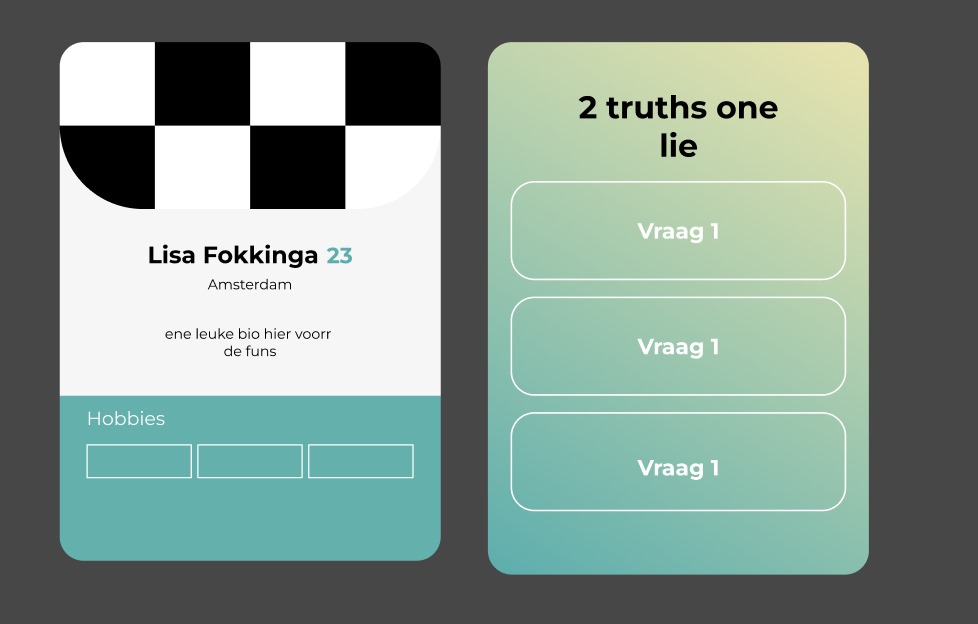 Lisa Fokkinga 23
Amsterdam
ene leuke bio hier voorr
de funs
Hobbies
2 truths one
lie
Vraag 1
Vraag 1
Vraag 1